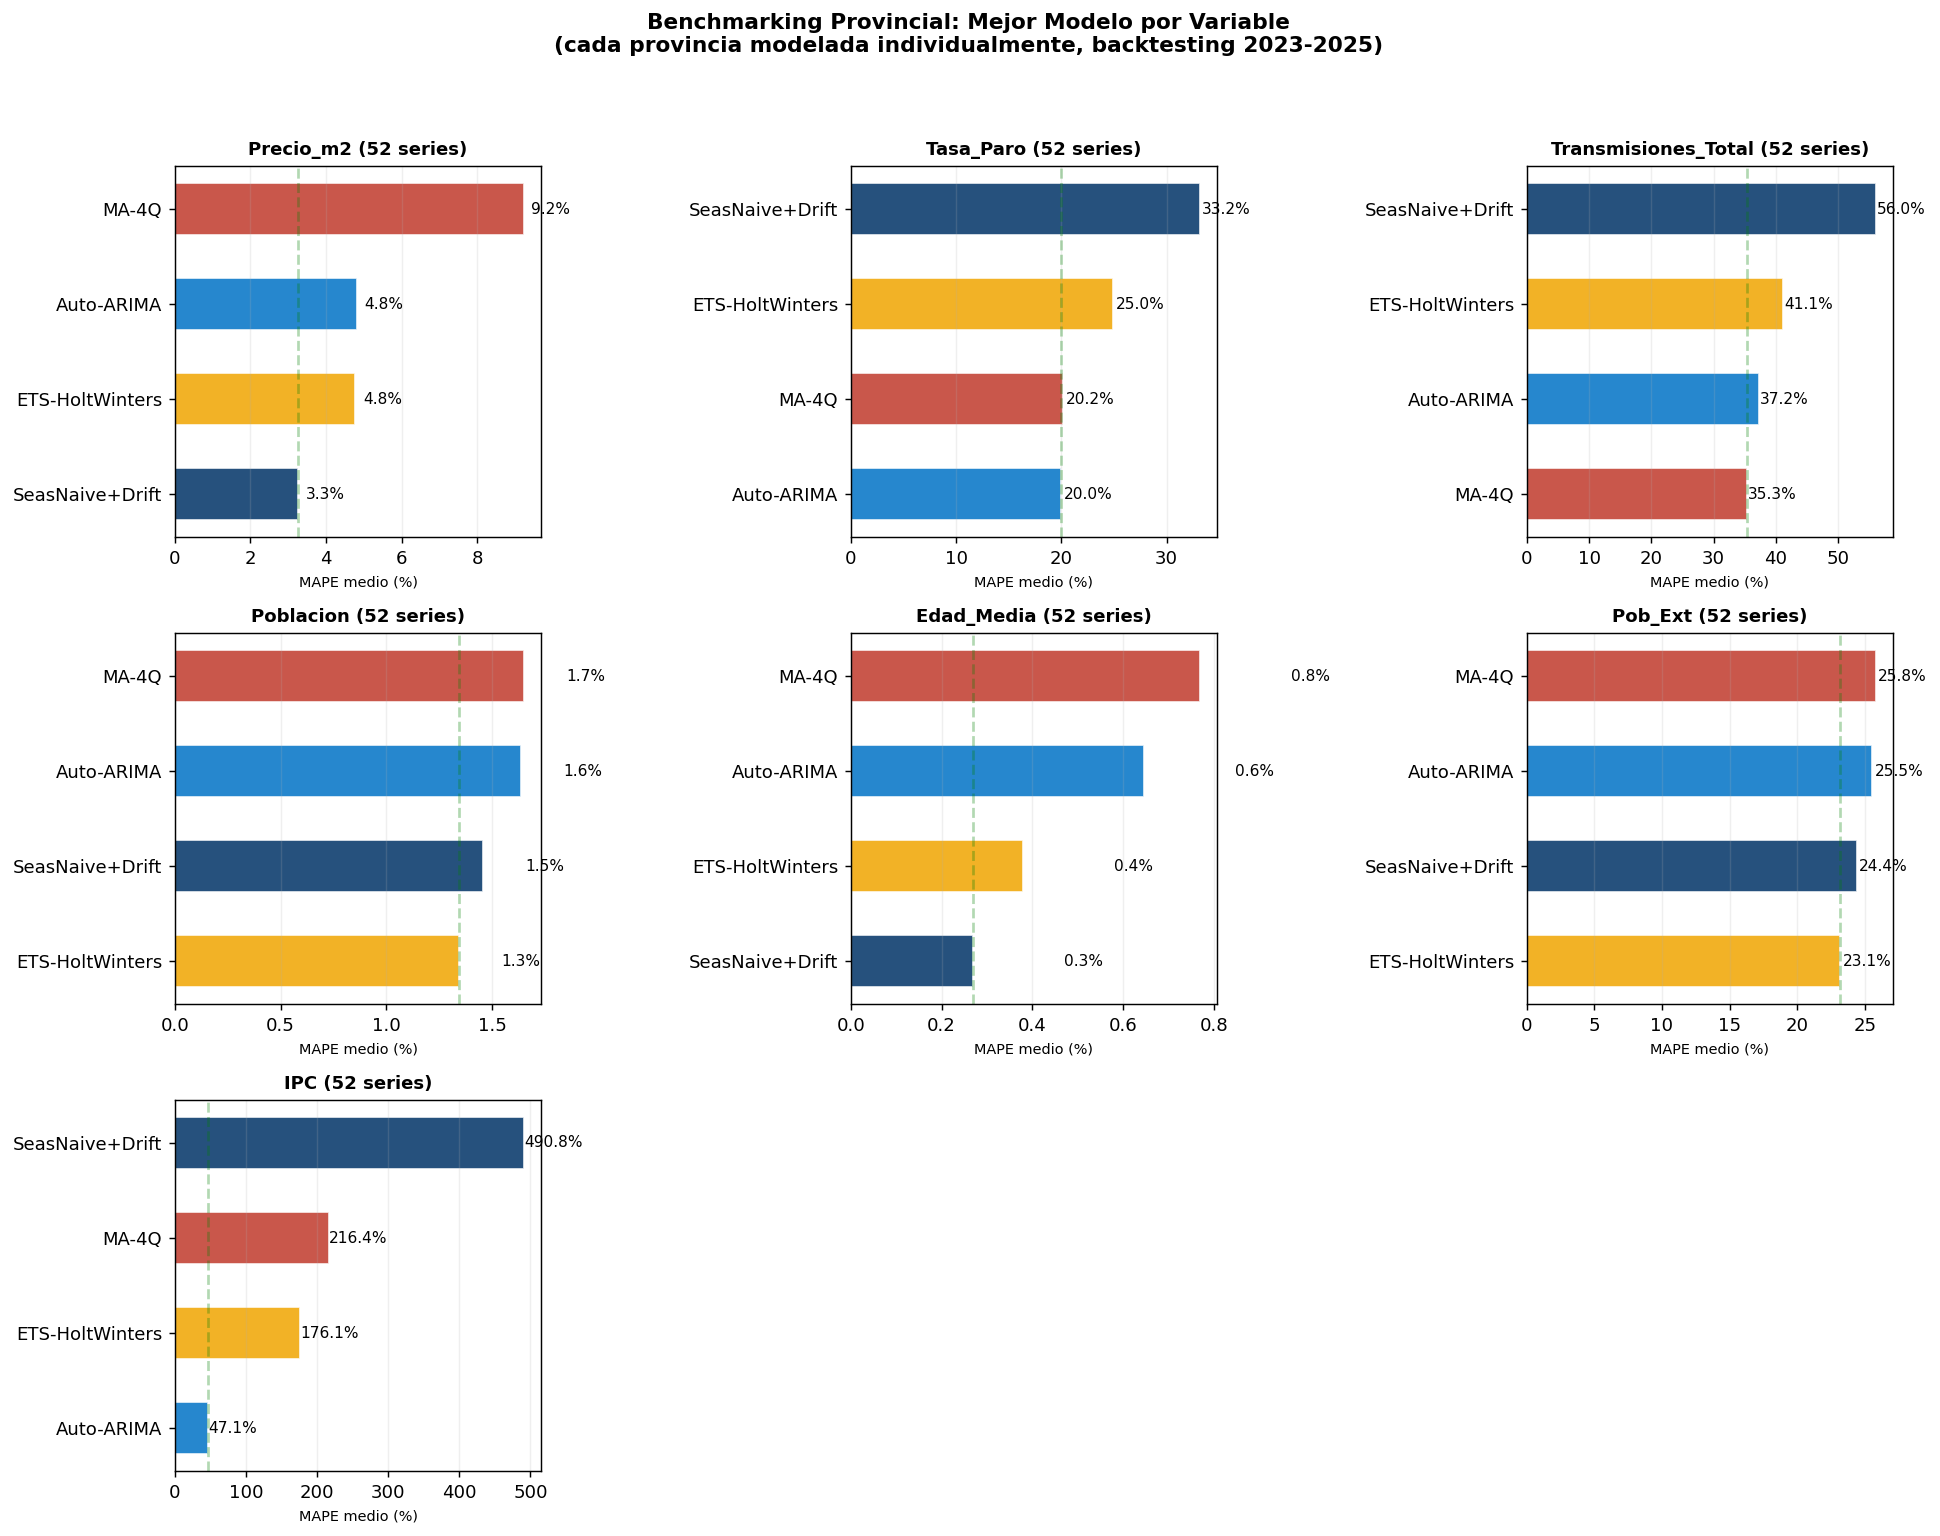 Benchmarking Provincial: Mejor Modelo por Variable
(cada provincia modelada individualmente, backtesting 2023-2025)
Precio_m2 (52 series)
MA-4Q
9.2%
Auto-ARIMA
4.8%
ETS-HoltWinters
4.8%
SeasNaive+Drift
3.3%
0 2 4 6 8
MAPE medio (%)
Tasa_Paro (52 series)
SeasNaive+Drift
33.2%
ETS-HoltWinters
25.0%
MA-4Q
20.2%
Auto-ARIMA
20.0%
0 10 20 30
MAPE medio (%)
Transmisiones_Total (52 series)
SeasNaive+Drift
56.0%
ETS-HoltWinters
41.1%
Auto-ARIMA
37.2%
MA-4Q
35.3%
0 10 20 30 40 50
MAPE medio (%)
Poblacion (52 series)
MA-4Q
1.7%
Auto-ARIMA
1.6%
SeasNaive+Drift
1.5%
ETS-HoltWinters
1.3%
0.0 0.5 1.0 1.5
MAPE medio (%)
Edad_Media (52 series)
MA-4Q
0.8%
Auto-ARIMA
0.6%
ETS-HoltWinters
0.4%
SeasNaive+Drift
0.3%
0.0 0.2 0.4 0.6 0.8
MAPE medio (%)
Pob_Ext (52 series)
MA-4Q
25.8%
Auto-ARIMA
25.5%
SeasNaive+Drift
24.4%
ETS-HoltWinters
23.1%
0 5 10 15 20 25
MAPE medio (%)
IPC (52 series)
SeasNaive+Drift
490.8%
MA-4Q
216.4%
ETS-HoltWinters
176.1%
Auto-ARIMA
47.1%
0 100 200 300 400 500
MAPE medio (%)